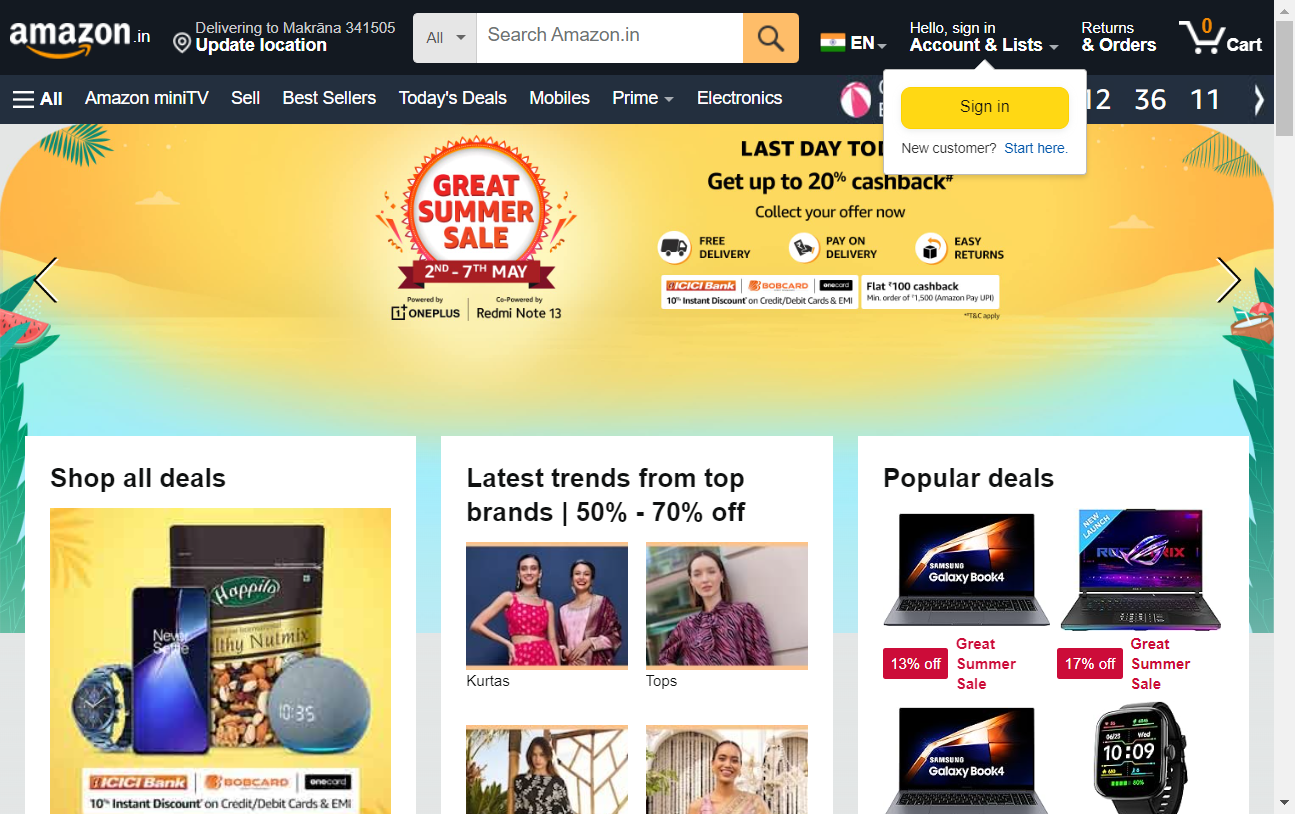 amazon.in
Delivering to Makrāna 341505
Update location
All
Search Amazon.in
EN
Hello, sign in
Account & Lists
Returns
& Orders
0
Cart
All
Amazon miniTV
Sell
Best Sellers
Today's Deals
Mobiles
Prime
Electronics
12 36 11
Sign in
New customer? Start here.
GREAT
SUMMER
SALE
2ND - 7TH MAY
Powered by
ONEPLUS
Co-Powered by
Redmi Note 13
LAST DAY
Get up to 20% cashback#
Collect your offer now
FREE
DELIVERY
PAY ON
DELIVERY
EASY
RETURNS
ICICI Bank
BOBCARD
onecard
10% Instant Discount* on Credit/Debit Cards & EMI
Flat ₹100 cashback
Min. order of ₹1,500 (Amazon Pay UPI)
*#T&C apply
Shop all deals
Happilo
Healthy Nutmix
Never
Settle
10:35
ICICI Bank
BOBCARD
onecard
10% Instant Discount* on Credit/Debit Cards & EMI
Latest trends from top
brands | 50% - 70% off
Kurtas
Tops
Popular deals
SAMSUNG
Galaxy Book4
NEW
LAUNCH
13% off
Great
Summer
Sale
17% off
Great
Summer
Sale
SAMSUNG
Galaxy Book4
06/25
Wed
10:09
80%